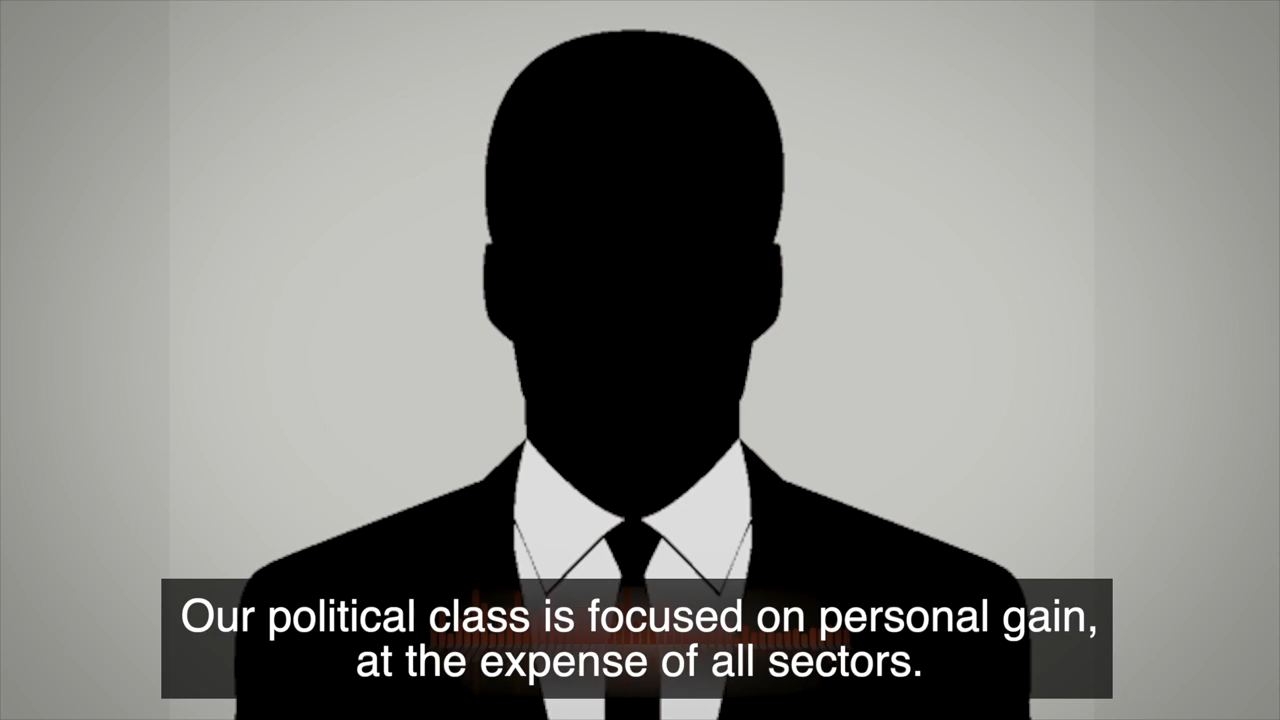 Our political class is focused on personal gain,
at the expense of all sectors.